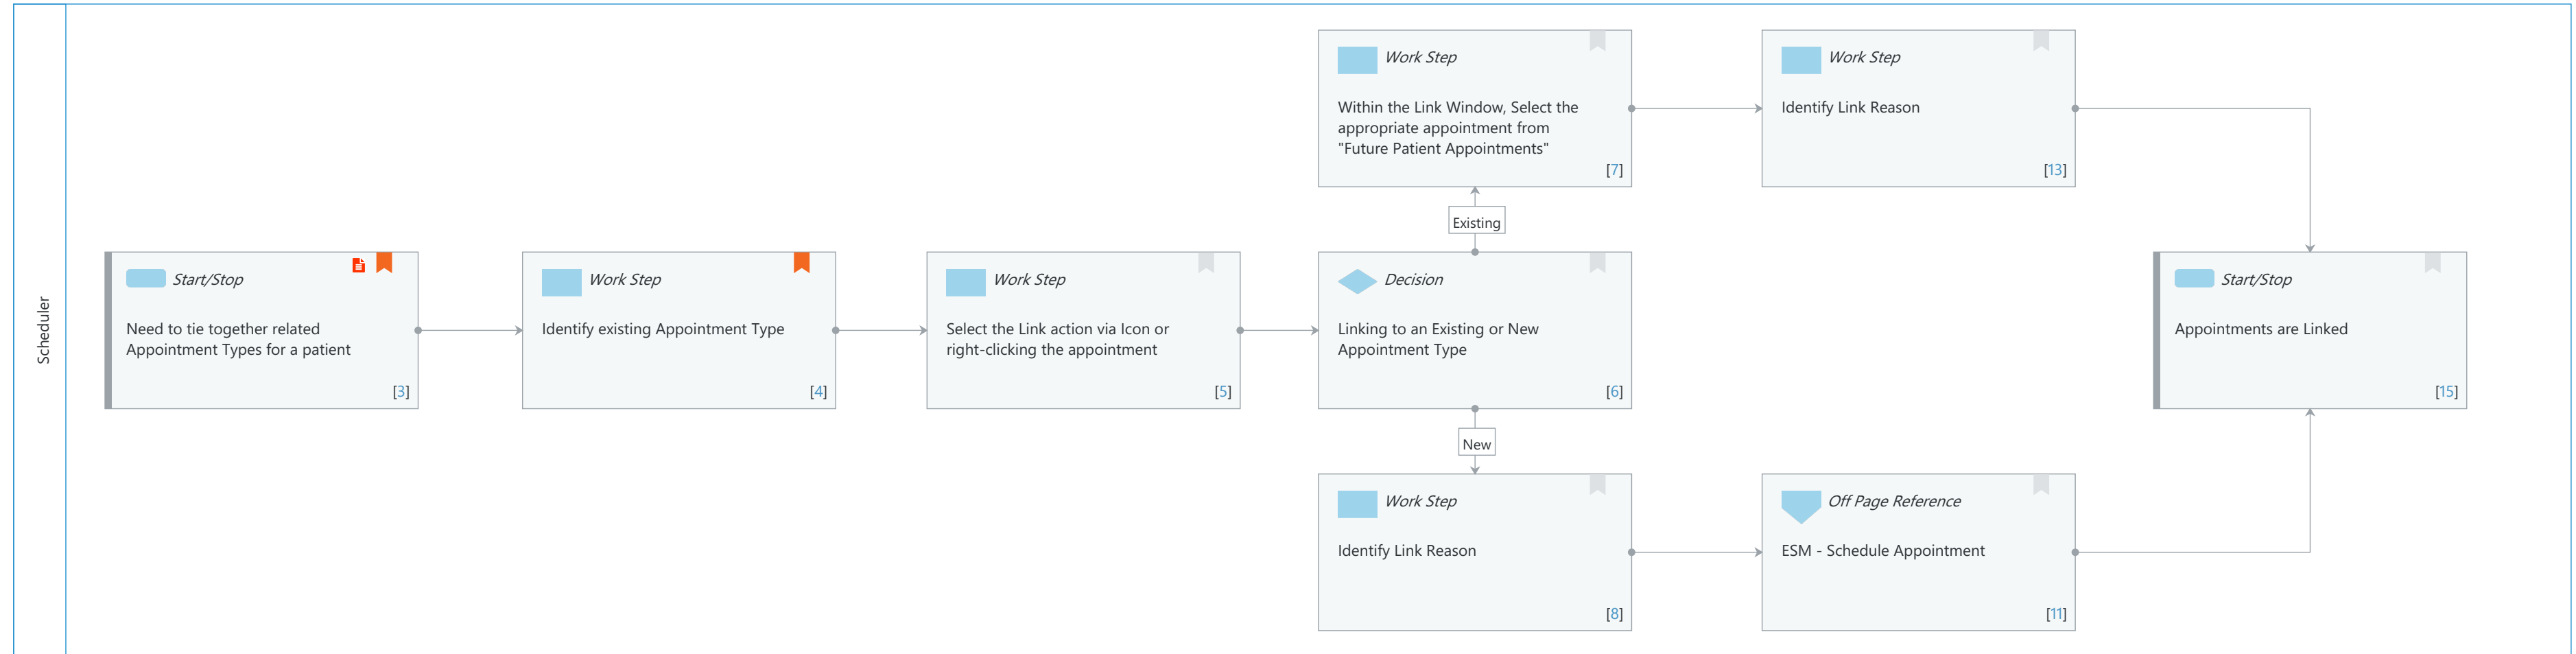 Scheduler
Start/Stop
Need to tie together related
Appointment Types for a patient
[3]
Work Step
Identify existing Appointment Type
[4]
Work Step
Select the Link action via Icon or
right-clicking the appointment
[5]
Decision
Linking to an Existing or New
Appointment Type
[6]
Existing
Work Step
Within the Link Window, Select the
appropriate appointment from
"Future Patient Appointments"
[7]
Work Step
Identify Link Reason
[13]
New
Work Step
Identify Link Reason
[8]
Off Page Reference
ESM - Schedule Appointment
[11]
Start/Stop
Appointments are Linked
[15]